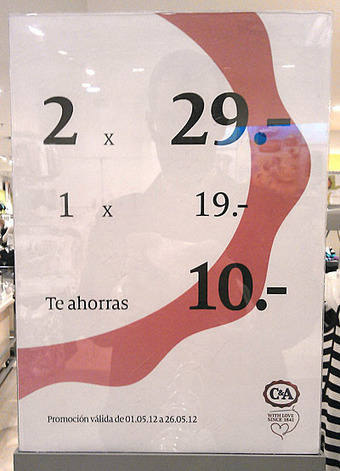 2 x 29.-
1 x 19.-
Te ahorras 10.-
C&A
WITH LOVE
SINCE 1841
Promoción válida de 01.05.12 a 26.05.12